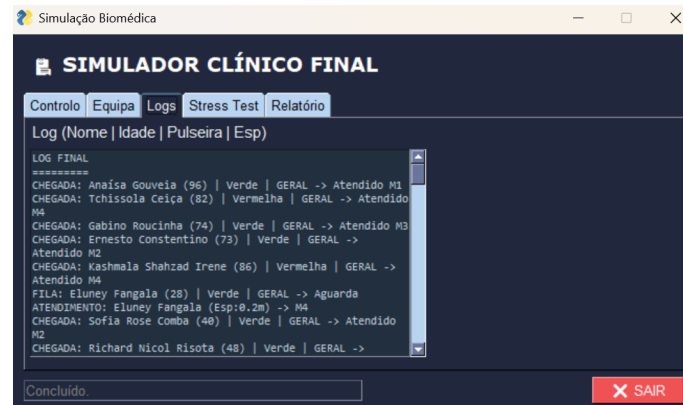 Simulação Biomédica
SIMULADOR CLÍNICO FINAL
Controlo Equipa Logs Stress Test Relatório
Log (Nome | Idade | Pulseira | Esp)
LOG FINAL
=========
CHEGADA: Anaísa Gouveia (96) | Verde | GERAL -> Atendido M1
CHEGADA: Tchissola Ceiça (82) | Vermelha | GERAL -> Atendido
M4
CHEGADA: Gabino Roucinha (74) | Verde | GERAL -> Atendido M3
CHEGADA: Ernesto Constentino (73) | Verde | GERAL ->
Atendido M2
CHEGADA: Kashmala Shahzad Irene (86) | Vermelha | GERAL ->
Atendido M4
FILA: Eluney Fangala (28) | Verde | GERAL -> Aguarda
ATENDIMENTO: Eluney Fangala (Esp:0.2m) -> M4
CHEGADA: Sofia Rose Comba (40) | Verde | GERAL -> Atendido
M2
CHEGADA: Richard Nicol Risota (48) | Verde | GERAL ->
Concluído.
SAIR